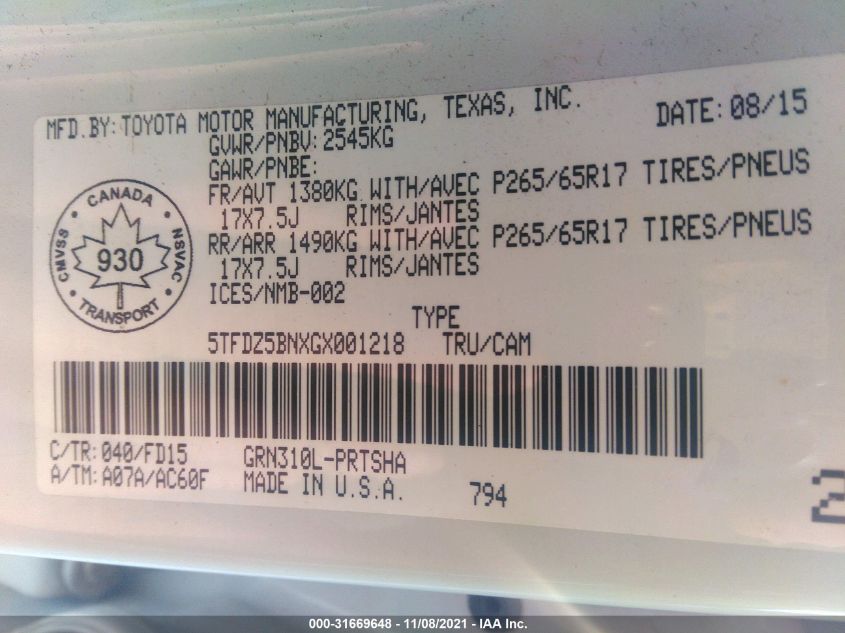 MFD.BY: TOYOTA MOTOR MANUFACTURING, TEXAS, INC. DATE: 08/15
GVWR/PNBV: 2545KG
GAWR/PNBE:
FR/AVT 1380KG WITH/AVEC P265/65R17 TIRES/PNEUS
17X7.5J RIMS/JANTES
RR/ARR 1490KG WITH/AVEC P265/65R17 TIRES/PNEUS
17X7.5J RIMS/JANTES
ICES/NMB-002
CANADA
CMVSS
930
NSVAC
TRANSPORT
TYPE
5TFDZ5BNXGX001218 TRU/CAM
C/TR: 040/FD15 GRN310L-PRTSHA
A/TM: A07A/AC60F MADE IN U.S.A. 794
2
000-31669648 - 11/08/2021 - IAA Inc.